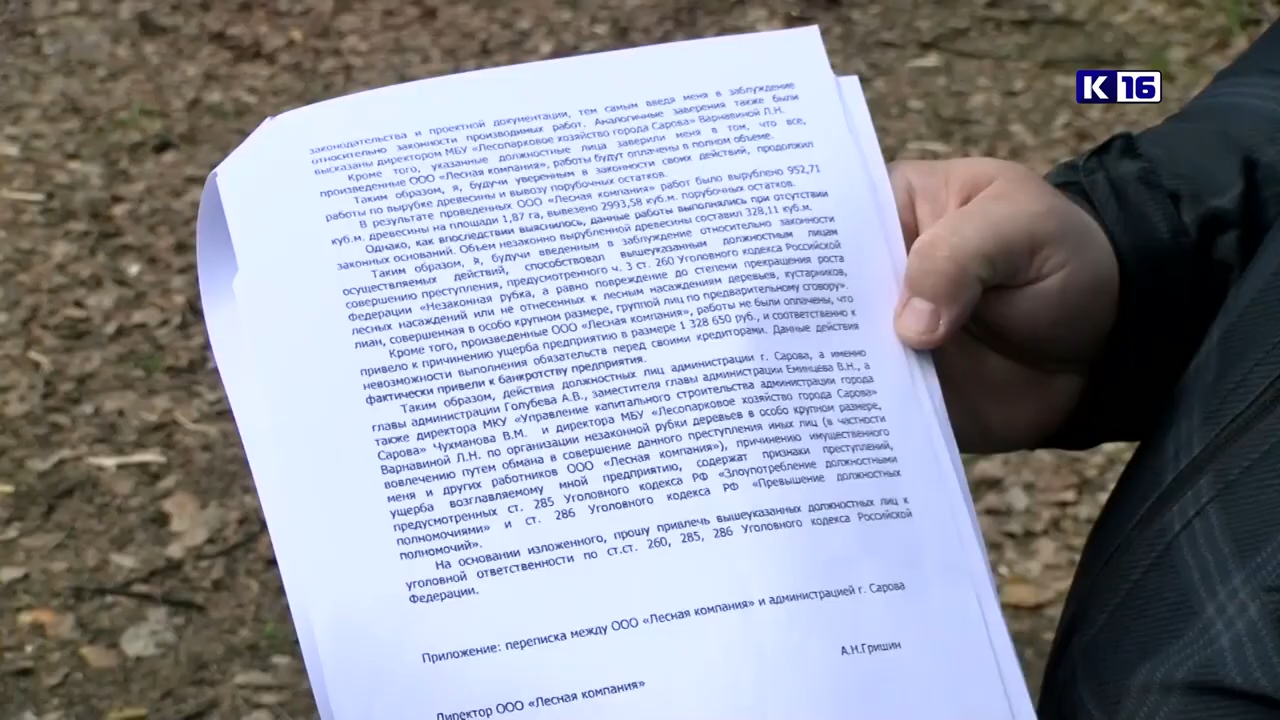 K 16
законодательства и проектной документации, тем самым введя меня в заблуждение
относительно законности производимых работ. Аналогичные заверения также были
высказаны директором МБУ «Лесопарковое хозяйство города Сарова» Варнавиной Л.Н.
Кроме того, указанные должностные лица заверили меня в том, что все,
произведенные ООО «Лесная компания», работы будут оплачены в полном объеме.
Таким образом, я, будучи уверенным в законности своих действий, продолжил
работы по вырубке древесины и вывозу порубочных остатков.
В результате проведенных ООО «Лесная компания» работ было вырублено 952,71
куб.м. древесины на площади 1,87 га, вывезено 2993,58 куб.м. порубочных остатков.
Однако, как впоследствии выяснилось, данные работы выполнялись при отсутствии
законных оснований. Объем незаконно вырубленной древесины составил 328,11 куб.м.
Таким образом, я, будучи введенным в заблуждение относительно законности
осуществляемых действий, способствовал вышеуказанным должностным лицам
совершению преступления, предусмотренного ч. 3 ст. 260 Уголовного кодекса Российской
Федерации «Незаконная рубка, а равно повреждение до степени прекращения роста
лесных насаждений или не отнесенных к лесным насаждениям деревьев, кустарников,
лиан, совершенная в особо крупном размере, группой лиц по предварительному сговору».
Кроме того, произведенные ООО «Лесная компания», работы не были оплачены, что
привело к причинению ущерба предприятию в размере 1 328 650 руб., и соответственно к
невозможности выполнения обязательств перед своими кредиторами. Данные действия
фактически привели к банкротству предприятия.
Таким образом, действия должностных лиц администрации г. Сарова, а именно
главы администрации Голубева А.В., заместителя главы администрации Еминцева В.Н., а
также директора МКУ «Управление капитального строительства администрации города
Сарова» Чухманова В.М. и директора МБУ «Лесопарковое хозяйство города Сарова»
Варнавиной Л.Н. по организации незаконной рубки деревьев в особо крупном размере,
вовлечению путем обмана в совершение данного преступления иных лиц (в частности
меня и других работников ООО «Лесная компания»), причинению имущественного
ущерба возглавляемому мной предприятию, содержат признаки преступлений,
предусмотренных ст. 285 Уголовного кодекса РФ «Злоупотребление должностными
полномочиями» и ст. 286 Уголовного кодекса РФ «Превышение должностных
полномочий».
На основании изложенного, прошу привлечь вышеуказанных должностных лиц к
уголовной ответственности по ст.ст. 260, 285, 286 Уголовного кодекса Российской
Федерации.
Приложение: переписка между ООО «Лесная компания» и администрацией г. Сарова
Директор ООО «Лесная компания»
А.Н.Гришин